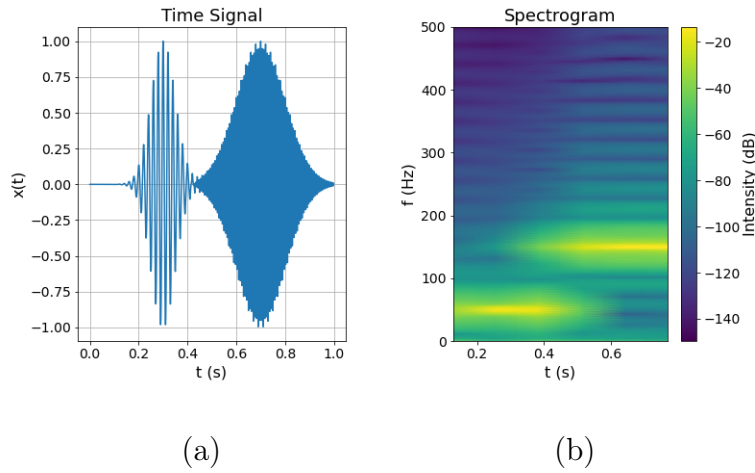 Time Signal
1.00
0.75
0.50
0.25
0.00
−0.25
−0.50
−0.75
−1.00
x(t)
0.0 0.2 0.4 0.6 0.8 1.0
t (s)
(a)
Spectrogram
500
400
300
200
100
0
f (Hz)
0.2 0.4 0.6
t (s)
−20
−40
−60
−80
−100
−120
−140
Intensity (dB)
(b)